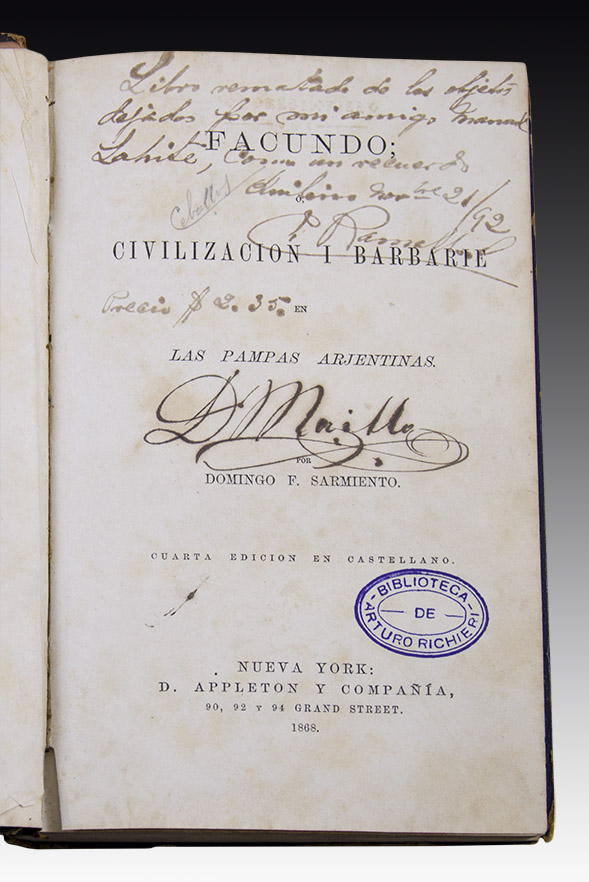 Libro rematado de los objetos
dejados por mi amigo Manuel
FACUNDO;
Lahite, como un recuerdo
Ó,
Novbre 21/92
Ceballos
CIVILIZACION I BARBARIE
Precio $ 2.35.
EN
LAS PAMPAS ARJENTINAS.
POR
DOMINGO F. SARMIENTO.
CUARTA EDICION EN CASTELLANO.
BIBLIOTECA
DE
ARTURO RICHIERI
NUEVA YORK:
D. APPLETON Y COMPAÑÍA,
90, 92 Y 94 GRAND STREET.
1868.